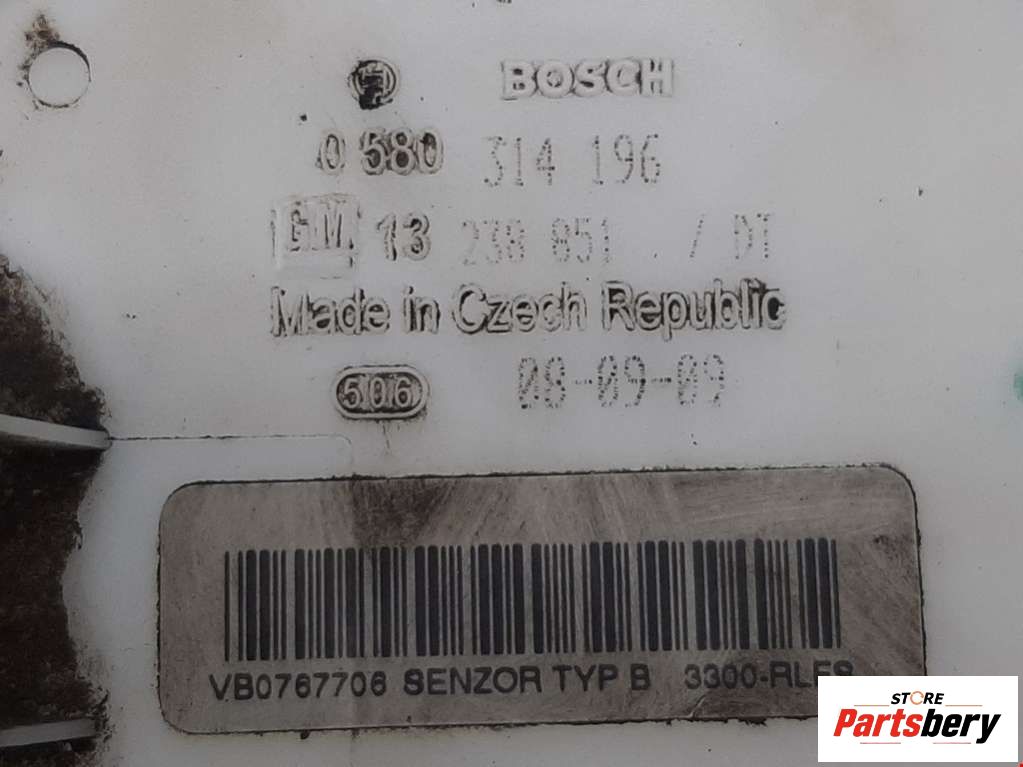 BOSCH
0 580 314 196
GM 13 238 851 / DT
Made in Czech Republic
506 08-09-09
VB0767706 SENZOR TYP B 3300-RLFS
STORE
Partsbery